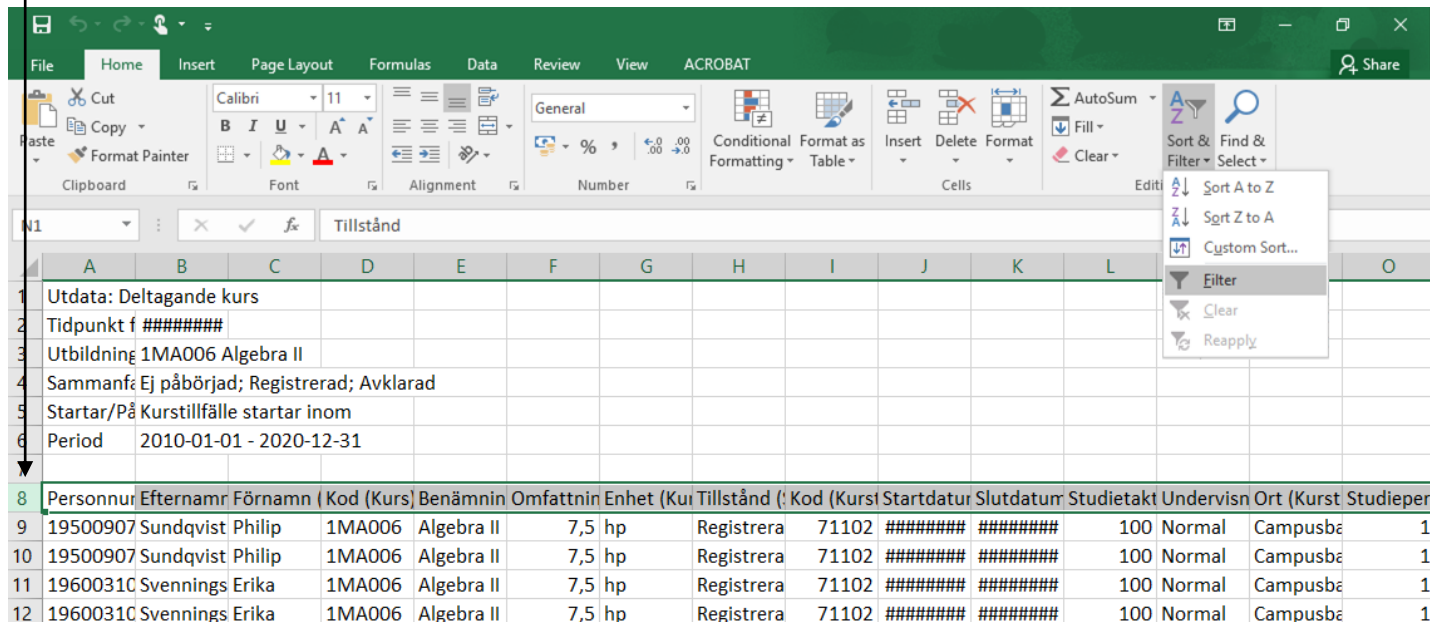 File Home Insert Page Layout Formulas Data Review View ACROBAT Share
Cut
Copy
Format Painter
Paste
Clipboard
Calibri 11
B I U A A
A
Font
Alignment
General
% , .00 .0
Number
Conditional Formatting
Format as Table
Insert Delete Format
Cells
AutoSum
Fill
Clear
Sort & Filter
Find & Select
Sort A to Z
Sort Z to A
Custom Sort...
Filter
Clear
Reapply
N1 fx Tillstånd
A B C D E F G H I J K L O
1 Utdata: Deltagande kurs
2 Tidpunkt f ########
3 Utbildning 1MA006 Algebra II
4 Sammanfa Ej påbörjad; Registrerad; Avklarad
5 Startar/På Kurstillfälle startar inom
6 Period 2010-01-01 - 2020-12-31
7
8 Personnur Efternamn Förnamn ( Kod (Kurs) Benämnin Omfattnin Enhet (Kur Tillstånd (S Kod (Kurst Startdatur Slutdatum Studietakt Undervisn Ort (Kurst Studieper
9 19500907 Sundqvist Philip 1MA006 Algebra II 7,5 hp Registrera 71102 ######## ######## 100 Normal Campusba 1
10 19500907 Sundqvist Philip 1MA006 Algebra II 7,5 hp Registrera 71102 ######## ######## 100 Normal Campusba 1
11 19600310 Svennings Erika 1MA006 Algebra II 7,5 hp Registrera 71102 ######## ######## 100 Normal Campusba 1
12 19600310 Svennings Erika 1MA006 Algebra II 7,5 hp Registrera 71102 ######## ######## 100 Normal Campusba 1